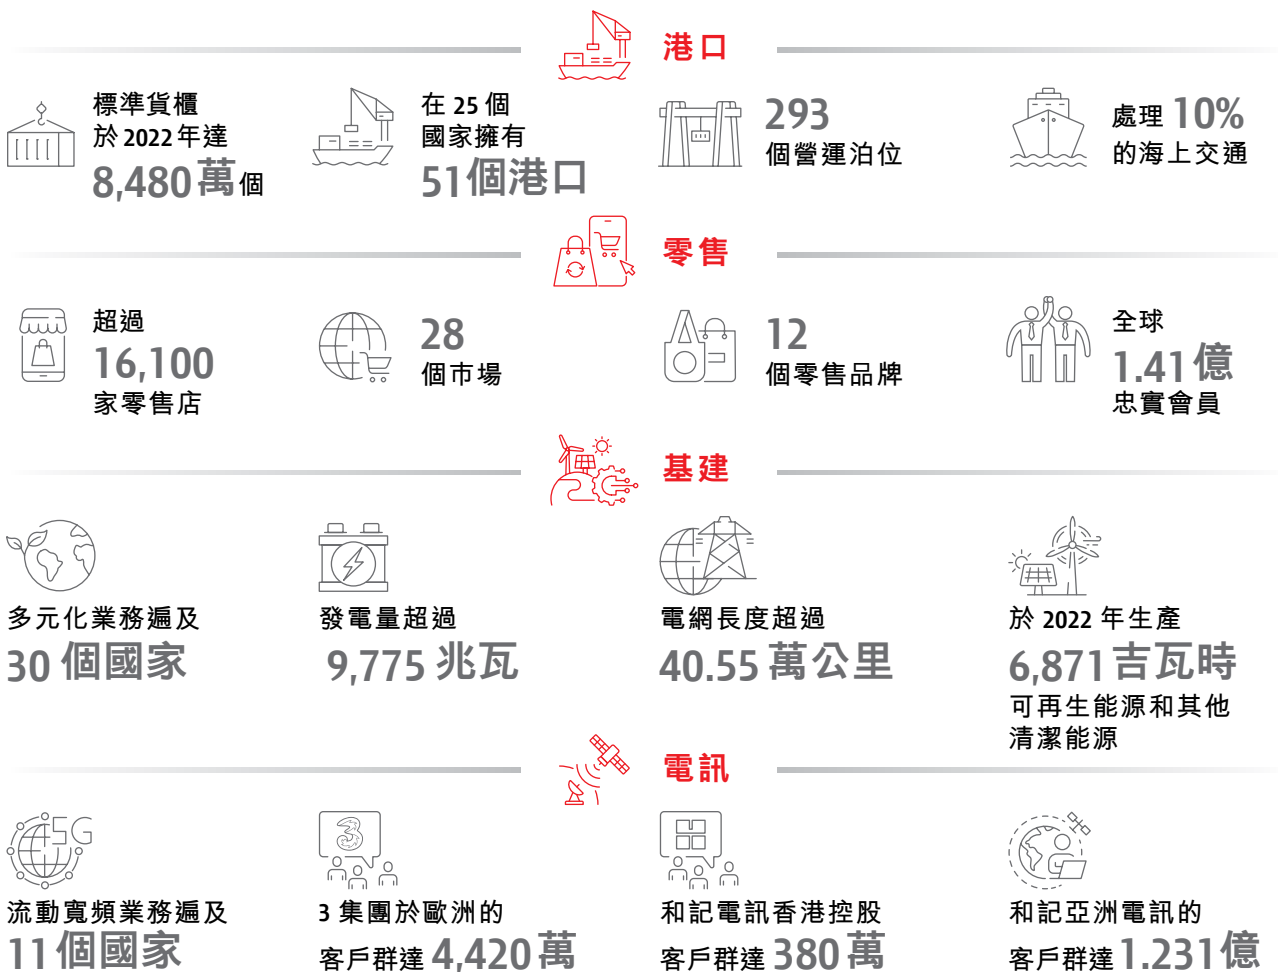 港口
標準貨櫃
於 2022 年達
8,480 萬個
在 25 個
國家擁有
51個港口
293
個營運泊位
處理 10%
的海上交通
零售
超過
16,100
家零售店
28
個市場
12
個零售品牌
全球
1.41 億
忠實會員
基建
多元化業務遍及
30 個國家
發電量超過
9,775 兆瓦
電網長度超過
40.55 萬公里
於 2022 年生產
6,871 吉瓦時
可再生能源和其他
清潔能源
電訊
5G
流動寬頻業務遍及
11個國家
3
3 集團於歐洲的
客戶群達 4,420 萬
和記電訊香港控股
客戶群達 380 萬
和記亞洲電訊的
客戶群達 1.231 億